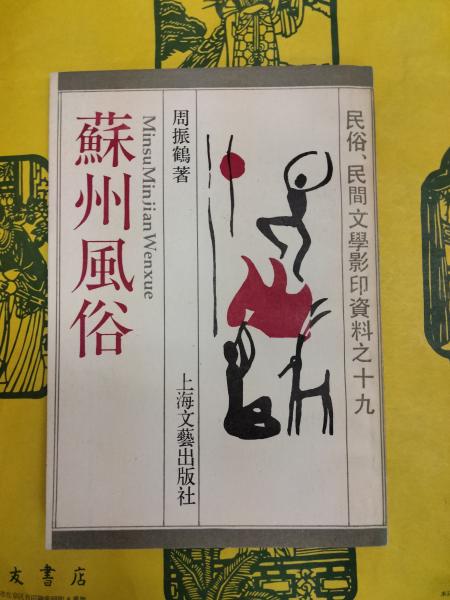 民俗、民間文學影印資料之十九
周振鶴著
上海文藝出版社
MinsuMinjianWenxue
蘇州風俗
友書店